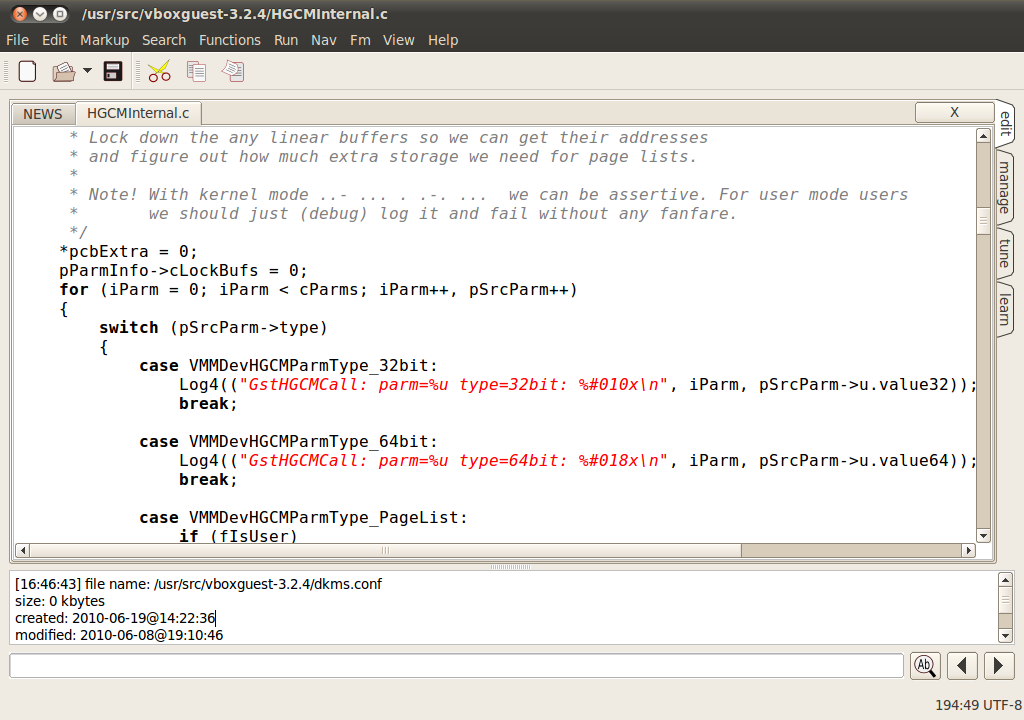 /usr/src/vboxguest-3.2.4/HGCMInternal.c
File Edit Markup Search Functions Run Nav Fm View Help
NEWS HGCMInternal.c X
* Lock down the any linear buffers so we can get their addresses
* and figure out how much extra storage we need for page lists.
*
* Note! With kernel mode ..- ... . .-. ...  we can be assertive. For user mode users
*       we should just (debug) log it and fail without any fanfare.
*/
*pcbExtra = 0;
pParmInfo->cLockBufs = 0;
for (iParm = 0; iParm < cParms; iParm++, pSrcParm++)
{
switch (pSrcParm->type)
{
case VMMDevHGCMParmType_32bit:
Log4(("GstHGCMCall: parm=%u type=32bit: %#010x\n", iParm, pSrcParm->u.value32));
break;
case VMMDevHGCMParmType_64bit:
Log4(("GstHGCMCall: parm=%u type=64bit: %#018x\n", iParm, pSrcParm->u.value64));
break;
case VMMDevHGCMParmType_PageList:
if (fIsUser)
edit
manage
tune
learn
[16:46:43] file name: /usr/src/vboxguest-3.2.4/dkms.conf
size: 0 kbytes
created: 2010-06-19@14:22:36
modified: 2010-06-08@19:10:46
Ab
194:49 UTF-8